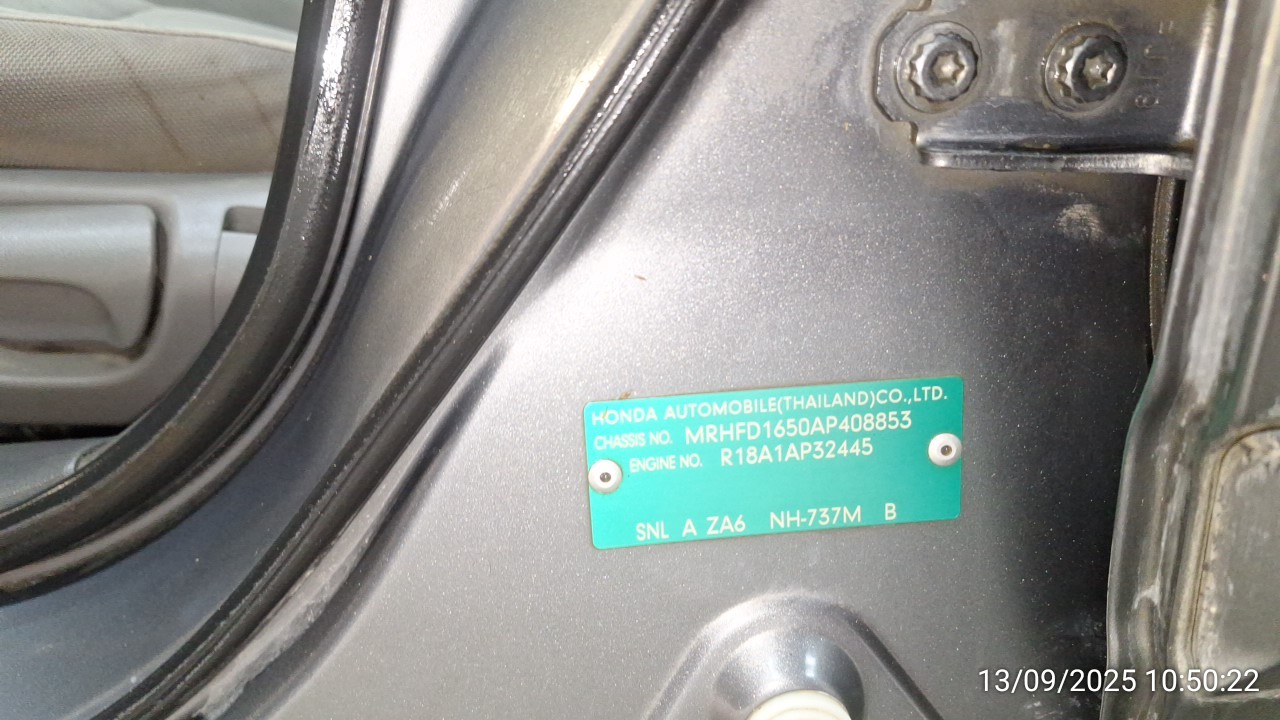 HONDA AUTOMOBILE(THAILAND)CO.,LTD.
CHASSIS NO. MRHFD1650AP408853
ENGINE NO. R18A1AP32445
SNL A ZA6 NH-737M B
13/09/2025 10:50:22